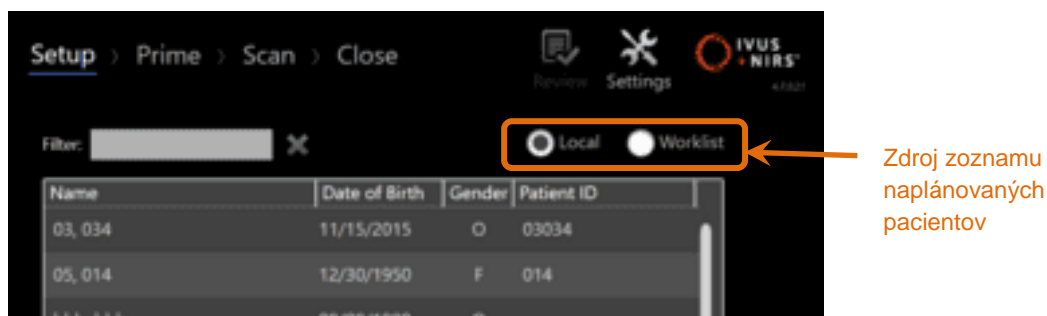 Setup > Prime > Scan > Close
Review
Settings
IVUS
+NIRS
Filter:
Local
Worklist
Zdroj zoznamu
naplánovaných
pacientov
Name Date of Birth Gender Patient ID
03, 034 11/15/2015 O 03034
05, 014 12/30/1950 F 014